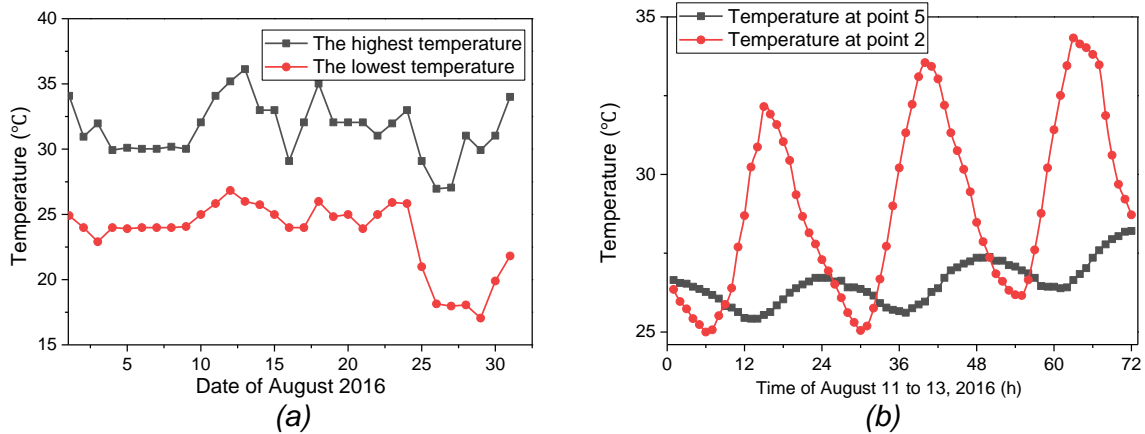 40
35
30
25
20
15
Temperature (℃)
The highest temperature
The lowest temperature
5 10 15 20 25 30
Date of August 2016
(a)
35
30
25
Temperature (℃)
Temperature at point 5
Temperature at point 2
0 12 24 36 48 60 72
Time of August 11 to 13, 2016 (h)
(b)